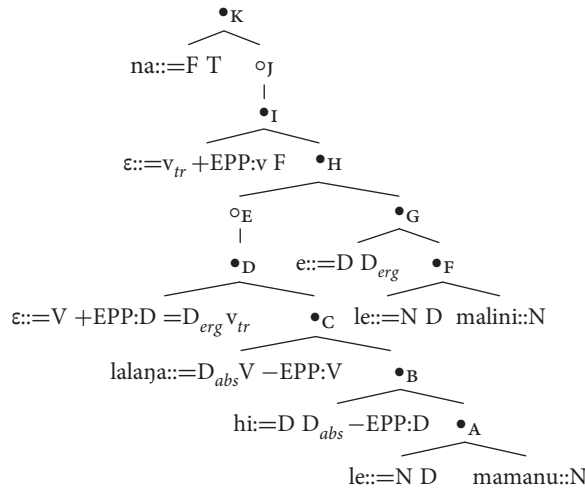 •K
na::=F T ∘J
•I
ε::=vtr +EPP:v F •H
∘E •G
•D e::=D Derg •F
ε::=V +EPP:D =Derg vtr •C le::=N D malini::N
lalaŋa::=Dabs V −EPP:V •B
hi:=D Dabs −EPP:D •A
le::=N D mamanu::N